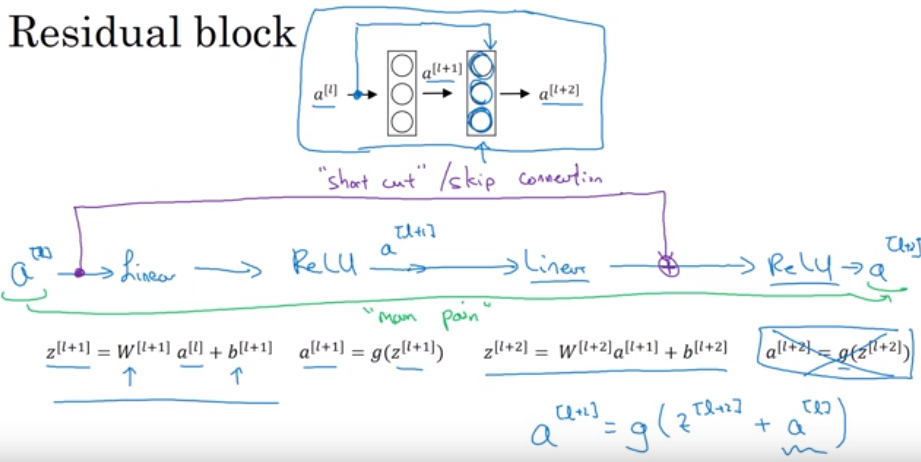 Residual block
a^[l] a^[l+1] a^[l+2]
"short cut" / skip connection
a^[l] → Linear → ReLU a^[l+1] → Linear → ReLU → a^[l+2]
"main path"
z^[l+1] = W^[l+1] a^[l] + b^[l+1] a^[l+1] = g(z^[l+1]) z^[l+2] = W^[l+2]a^[l+1] + b^[l+2] a^[l+2] = g(z^[l+2])
a^[l+2] = g(z^[l+2] + a^[l])